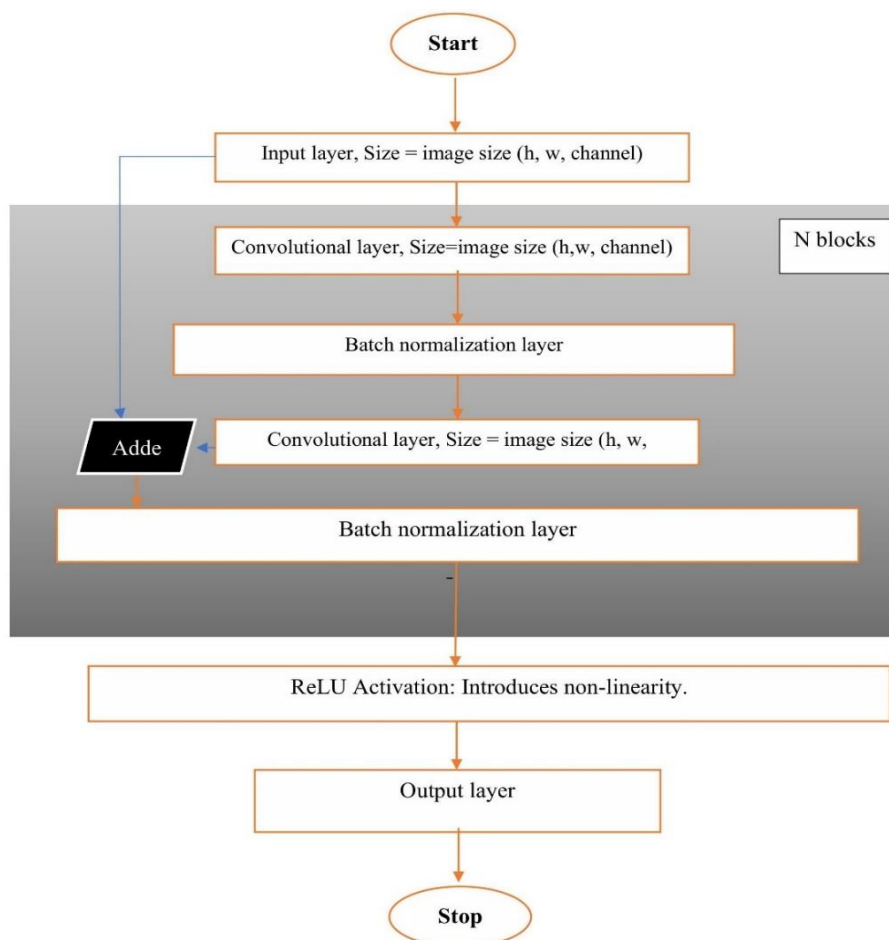 Start
Input layer, Size = image size (h, w, channel)
Convolutional layer, Size=image size (h,w, channel)
N blocks
Batch normalization layer
Adde
Convolutional layer, Size = image size (h, w,
Batch normalization layer
-
ReLU Activation: Introduces non-linearity.
Output layer
Stop